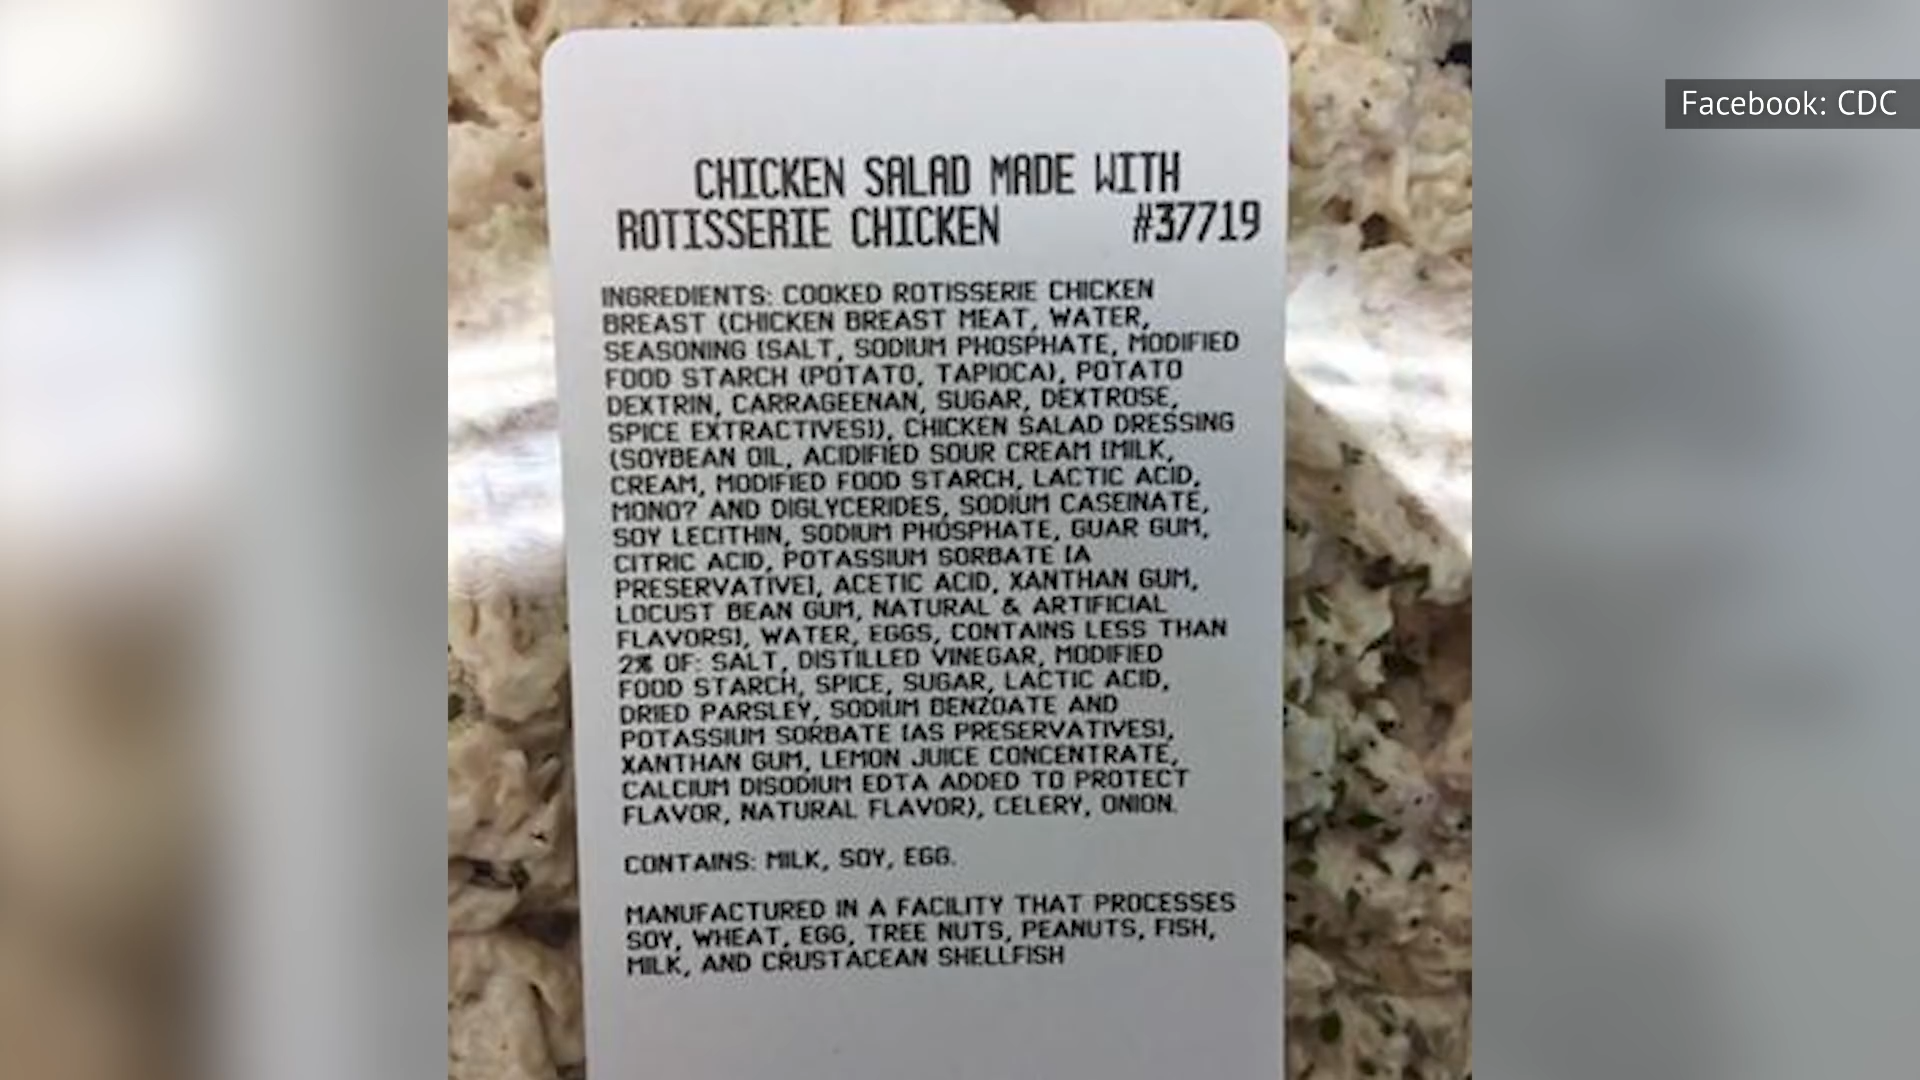 Facebook: CDC
CHICKEN SALAD MADE WITH
ROTISSERIE CHICKEN #37719
INGREDIENTS: COOKED ROTISSERIE CHICKEN
BREAST (CHICKEN BREAST MEAT, WATER,
SEASONING [SALT, SODIUM PHOSPHATE, MODIFIED
FOOD STARCH (POTATO, TAPIOCA), POTATO
DEXTRIN, CARRAGEENAN, SUGAR, DEXTROSE,
SPICE EXTRACTIVES]), CHICKEN SALAD DRESSING
(SOYBEAN OIL, ACIDIFIED SOUR CREAM [MILK,
CREAM, MODIFIED FOOD STARCH, LACTIC ACID,
MONO? AND DIGLYCERIDES, SODIUM CASEINATE,
SOY LECITHIN, SODIUM PHOSPHATE, GUAR GUM,
CITRIC ACID, POTASSIUM SORBATE [A
PRESERVATIVE], ACETIC ACID, XANTHAN GUM,
LOCUST BEAN GUM, NATURAL & ARTIFICIAL
FLAVORS], WATER, EGGS, CONTAINS LESS THAN
2% OF: SALT, DISTILLED VINEGAR, MODIFIED
FOOD STARCH, SPICE, SUGAR, LACTIC ACID,
DRIED PARSLEY, SODIUM BENZOATE AND
POTASSIUM SORBATE [AS PRESERVATIVES],
XANTHAN GUM, LEMON JUICE CONCENTRATE,
CALCIUM DISODIUM EDTA ADDED TO PROTECT
FLAVOR, NATURAL FLAVOR), CELERY, ONION.
CONTAINS: MILK, SOY, EGG.
MANUFACTURED IN A FACILITY THAT PROCESSES
SOY, WHEAT, EGG, TREE NUTS, PEANUTS, FISH,
MILK, AND CRUSTACEAN SHELLFISH